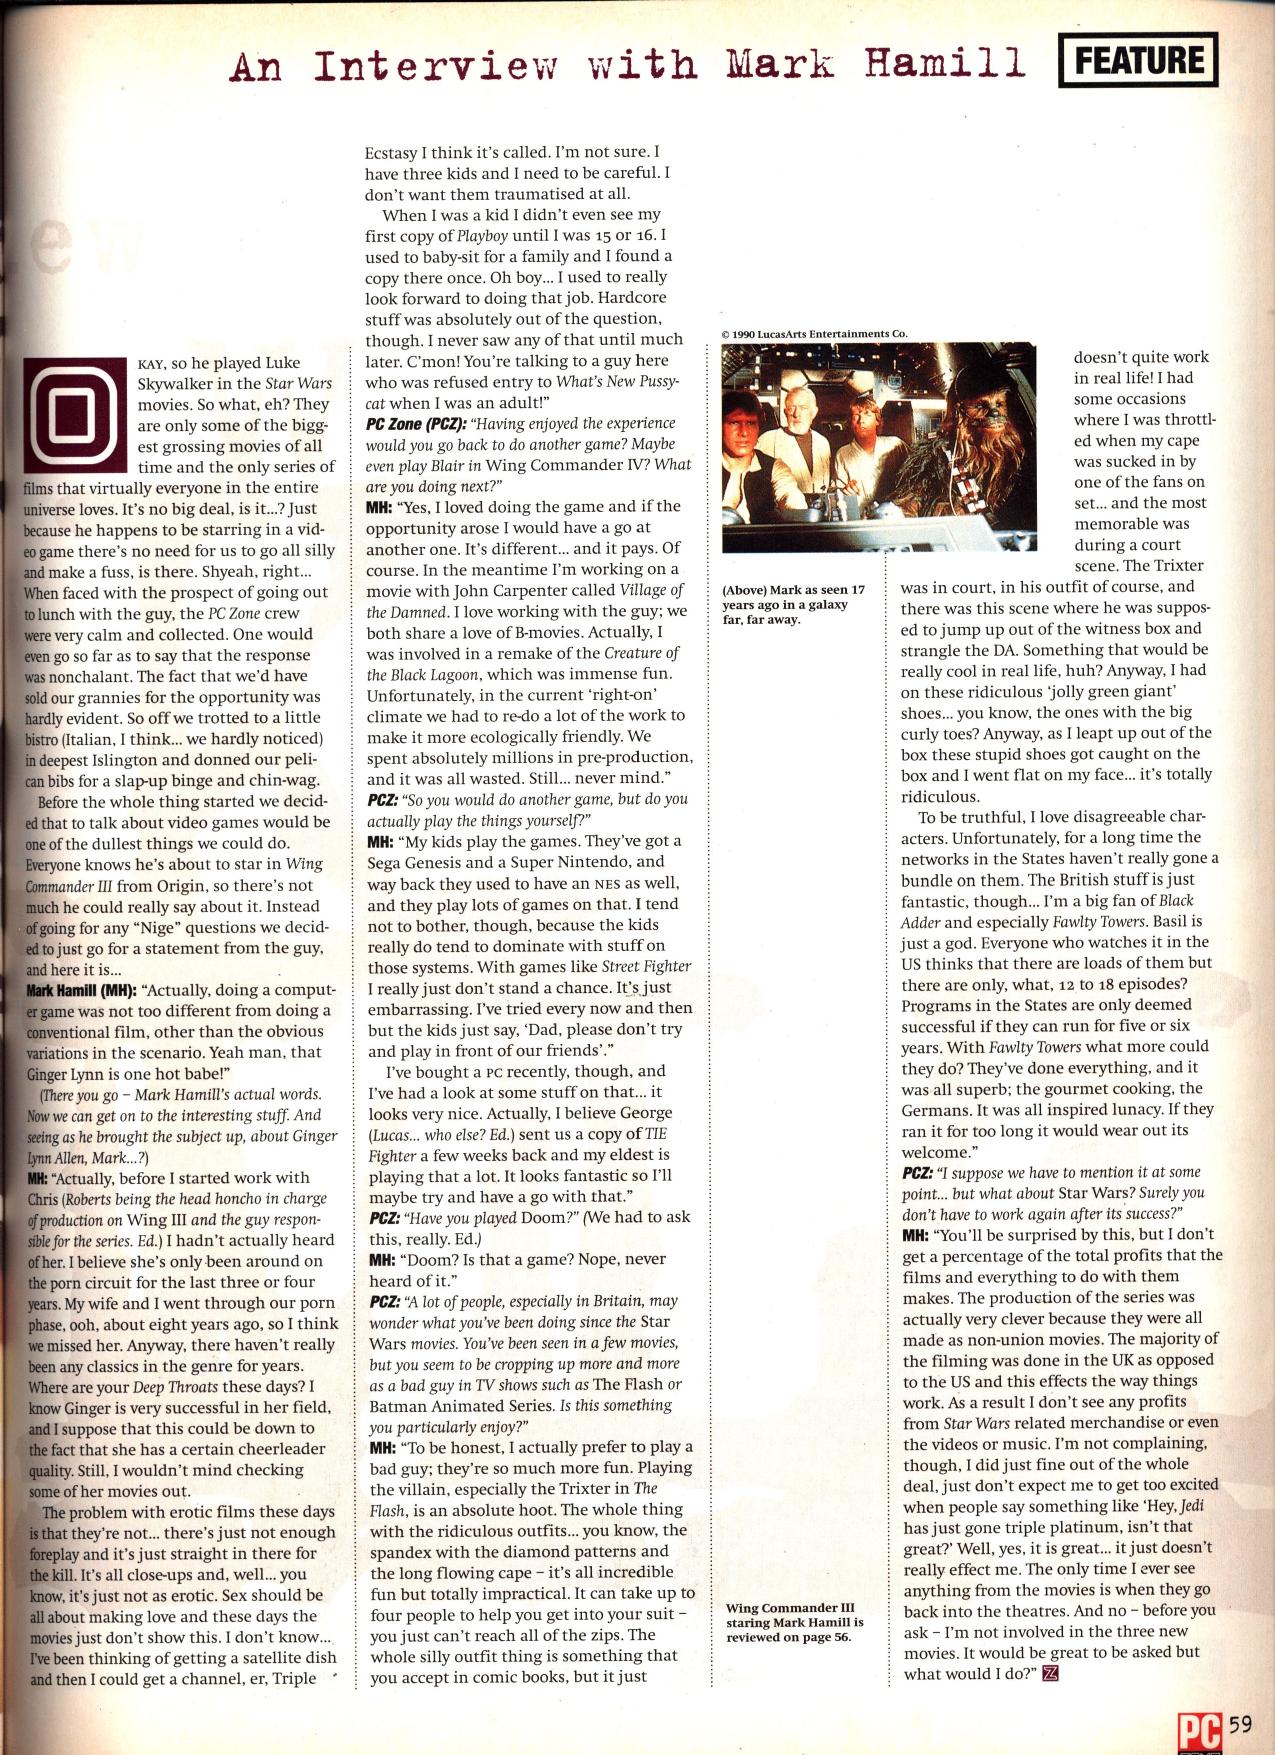 An Interview with Mark Hamill
FEATURE
OKAY, so he played Luke
Skywalker in the Star Wars
movies. So what, eh? They
are only some of the bigg-
est grossing movies of all
time and the only series of
films that virtually everyone in the entire
universe loves. It's no big deal, is it...? Just
because he happens to be starring in a vid-
eo game there's no need for us to go all silly
and make a fuss, is there. Shyeah, right...
When faced with the prospect of going out
to lunch with the guy, the PC Zone crew
were very calm and collected. One would
even go so far as to say that the response
was nonchalant. The fact that we'd have
sold our grannies for the opportunity was
hardly evident. So off we trotted to a little
bistro (Italian, I think... we hardly noticed)
in deepest Islington and donned our peli-
can bibs for a slap-up binge and chin-wag.
Before the whole thing started we decid-
ed that to talk about video games would be
one of the dullest things we could do.
Everyone knows he's about to star in Wing
Commander III from Origin, so there's not
much he could really say about it. Instead
of going for any "Nige" questions we decid-
ed to just go for a statement from the guy,
and here it is...
Mark Hamill (MH): "Actually, doing a comput-
er game was not too different from doing a
conventional film, other than the obvious
variations in the scenario. Yeah man, that
Ginger Lynn is one hot babe!"
(There you go – Mark Hamill's actual words.
Now we can get on to the interesting stuff. And
seeing as he brought the subject up, about Ginger
Lynn Allen, Mark...?)
MH: "Actually, before I started work with
Chris (Roberts being the head honcho in charge
of production on Wing III and the guy respon-
sible for the series. Ed.) I hadn't actually heard
of her. I believe she's only been around on
the porn circuit for the last three or four
years. My wife and I went through our porn
phase, ooh, about eight years ago, so I think
we missed her. Anyway, there haven't really
been any classics in the genre for years.
Where are your Deep Throats these days? I
know Ginger is very successful in her field,
and I suppose that this could be down to
the fact that she has a certain cheerleader
quality. Still, I wouldn't mind checking
some of her movies out.
The problem with erotic films these days
is that they're not... there's just not enough
foreplay and it's just straight in there for
the kill. It's all close-ups and, well... you
know, it's just not as erotic. Sex should be
all about making love and these days the
movies just don't show this. I don't know...
I've been thinking of getting a satellite dish
and then I could get a channel, er, Triple
Ecstasy I think it's called. I'm not sure. I
have three kids and I need to be careful. I
don't want them traumatised at all.
When I was a kid I didn't even see my
first copy of Playboy until I was 15 or 16. I
used to baby-sit for a family and I found a
copy there once. Oh boy... I used to really
look forward to doing that job. Hardcore
stuff was absolutely out of the question,
though. I never saw any of that until much
later. C'mon! You're talking to a guy here
who was refused entry to What's New Pussy-
cat when I was an adult!"
PC Zone (PCZ): "Having enjoyed the experience
would you go back to do another game? Maybe
even play Blair in Wing Commander IV? What
are you doing next?"
MH: "Yes, I loved doing the game and if the
opportunity arose I would have a go at
another one. It's different... and it pays. Of
course. In the meantime I'm working on a
movie with John Carpenter called Village of
the Damned. I love working with the guy; we
both share a love of B-movies. Actually, I
was involved in a remake of the Creature of
the Black Lagoon, which was immense fun.
Unfortunately, in the current 'right-on'
climate we had to re-do a lot of the work to
make it more ecologically friendly. We
spent absolutely millions in pre-production,
and it was all wasted. Still... never mind."
PCZ: "So you would do another game, but do you
actually play the things yourself?"
MH: "My kids play the games. They've got a
Sega Genesis and a Super Nintendo, and
way back they used to have an NES as well,
and they play lots of games on that. I tend
not to bother, though, because the kids
really do tend to dominate with stuff on
those systems. With games like Street Fighter
I really just don't stand a chance. It's just
embarrassing. I've tried every now and then
but the kids just say, 'Dad, please don't try
and play in front of our friends'."
I've bought a PC recently, though, and
I've had a look at some stuff on that... it
looks very nice. Actually, I believe George
(Lucas... who else? Ed.) sent us a copy of TIE
Fighter a few weeks back and my eldest is
playing that a lot. It looks fantastic so I'll
maybe try and have a go with that."
PCZ: "Have you played Doom?" (We had to ask
this, really. Ed.)
MH: "Doom? Is that a game? Nope, never
heard of it."
PCZ: "A lot of people, especially in Britain, may
wonder what you've been doing since the Star
Wars movies. You've been seen in a few movies,
but you seem to be cropping up more and more
as a bad guy in TV shows such as The Flash or
Batman Animated Series. Is this something
you particularly enjoy?"
MH: "To be honest, I actually prefer to play a
bad guy; they're so much more fun. Playing
the villain, especially the Trixter in The
Flash, is an absolute hoot. The whole thing
with the ridiculous outfits... you know, the
spandex with the diamond patterns and
the long flowing cape – it's all incredible
fun but totally impractical. It can take up to
four people to help you get into your suit –
you just can't reach all of the zips. The
whole silly outfit thing is something that
you accept in comic books, but it just
© 1990 LucasArts Entertainments Co.
(Above) Mark as seen 17
years ago in a galaxy
far, far away.
Wing Commander III
staring Mark Hamill is
reviewed on page 56.
doesn't quite work
in real life! I had
some occasions
where I was throttl-
ed when my cape
was sucked in by
one of the fans on
set... and the most
memorable was
during a court
scene. The Trixter
was in court, in his outfit of course, and
there was this scene where he was suppos-
ed to jump up out of the witness box and
strangle the DA. Something that would be
really cool in real life, huh? Anyway, I had
on these ridiculous 'jolly green giant'
shoes... you know, the ones with the big
curly toes? Anyway, as I leapt up out of the
box these stupid shoes got caught on the
box and I went flat on my face... it's totally
ridiculous.
To be truthful, I love disagreeable char-
acters. Unfortunately, for a long time the
networks in the States haven't really gone a
bundle on them. The British stuff is just
fantastic, though... I'm a big fan of Black
Adder and especially Fawlty Towers. Basil is
just a god. Everyone who watches it in the
US thinks that there are loads of them but
there are only, what, 12 to 18 episodes?
Programs in the States are only deemed
successful if they can run for five or six
years. With Fawlty Towers what more could
they do? They've done everything, and it
was all superb; the gourmet cooking, the
Germans. It was all inspired lunacy. If they
ran it for too long it would wear out its
welcome."
PCZ: "I suppose we have to mention it at some
point... but what about Star Wars? Surely you
don't have to work again after its success?"
MH: "You'll be surprised by this, but I don't
get a percentage of the total profits that the
films and everything to do with them
makes. The production of the series was
actually very clever because they were all
made as non-union movies. The majority of
the filming was done in the UK as opposed
to the US and this effects the way things
work. As a result I don't see any profits
from Star Wars related merchandise or even
the videos or music. I'm not complaining,
though, I did just fine out of the whole
deal, just don't expect me to get too excited
when people say something like 'Hey, Jedi
has just gone triple platinum, isn't that
great?' Well, yes, it is great... it just doesn't
really effect me. The only time I ever see
anything from the movies is when they go
back into the theatres. And no – before you
ask – I'm not involved in the three new
movies. It would be great to be asked but
what would I do?" Z
PC
59